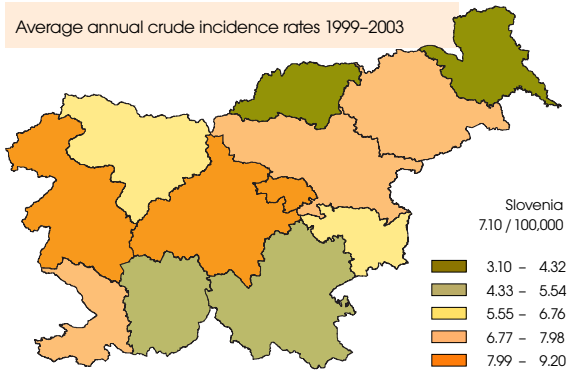 Average annual crude incidence rates 1999–2003
Slovenia
7.10 / 100,000
3.10 – 4.32
4.33 – 5.54
5.55 – 6.76
6.77 – 7.98
7.99 – 9.20